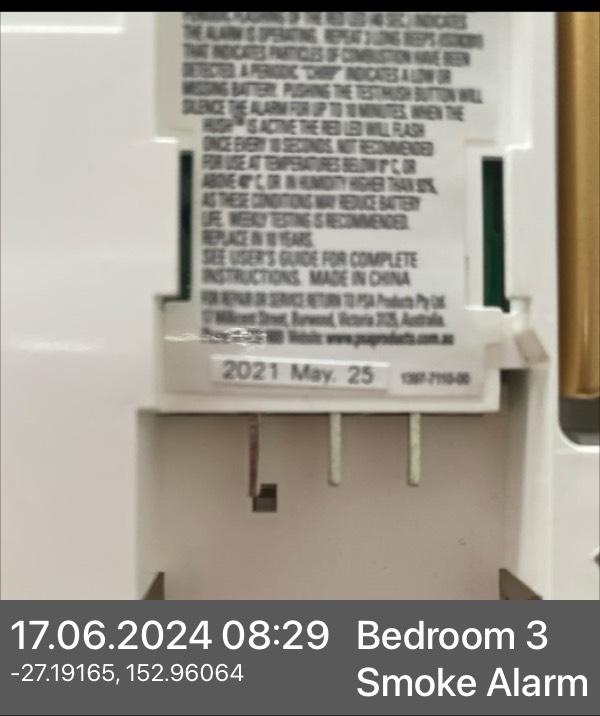 PERIODIC FLASHING OF THE RED LED (40 SEC.) INDICATES
THE ALARM IS OPERATING. REPEAT 3 LONG BEEPS
THAT INDICATES PARTICLES OF COMBUSTION HAVE BEEN
DETECTED. A PERIODIC "CHIRP" INDICATES A LOW OR
MISSING BATTERY. PUSHING THE TEST/HUSH BUTTON WILL
SILENCE THE ALARM FOR UP TO 10 MINUTES. WHEN THE
HUSH™ IS ACTIVE THE RED LED WILL FLASH
ONCE EVERY 10 SECONDS. NOT RECOMMENDED
FOR USE AT TEMPERATURES BELOW C, OR
ABOVE C, OR IN HUMIDITY HIGHER THAN
AS THESE CONDITIONS MAY REDUCE BATTERY
LIFE. WEEKLY TESTING IS RECOMMENDED.
REPLACE IN 10 YEARS.
SEE USER'S GUIDE FOR COMPLETE
INSTRUCTIONS. MADE IN CHINA
FOR REPAIR OR SERVICE RETURN TO PSA Products Pty Ltd.
17 Millicent Street, Burwood, Victoria 3125, Australia.
Website: www.psaproducts.com.au
2021 May. 25
1397-7110-00
17.06.2024 08:29
-27.19165, 152.96064
Bedroom 3
Smoke Alarm